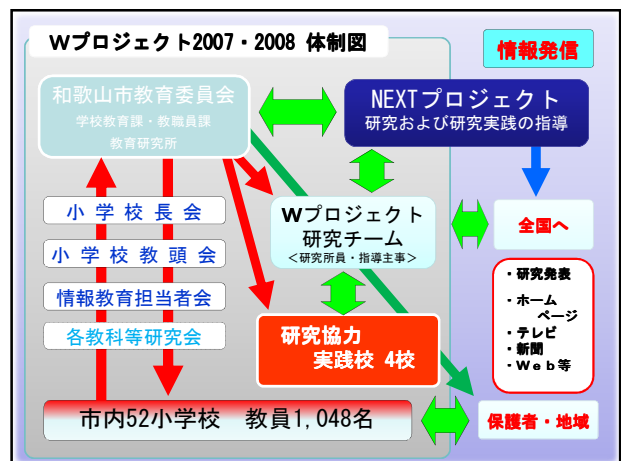 Wプロジェクト2007・2008 体制図
情報発信
和歌山市教育委員会
学校教育課・教職員課
教育研究所
NEXTプロジェクト
研究および研究実践の指導
小 学 校 長 会
小 学 校 教 頭 会
情報教育担当者会
各教科等研究会
Wプロジェクト
研究チーム
＜研究所員・指導主事＞
全国へ
・研究発表
・ホーム
ページ
・テレビ
・新聞
・Ｗｅｂ等
研究協力
実践校 4校
市内52小学校 教員1,048名
保護者・地域